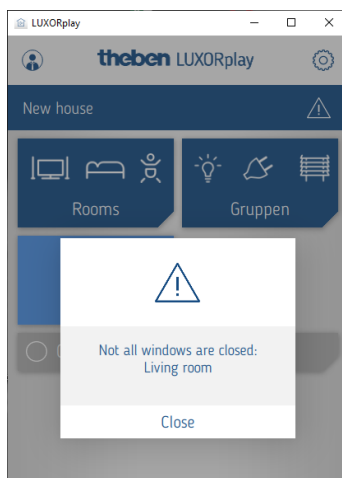 LUXORplay
theben LUXORplay
New house
Rooms
Gruppen
Not all windows are closed:
Living room
Close